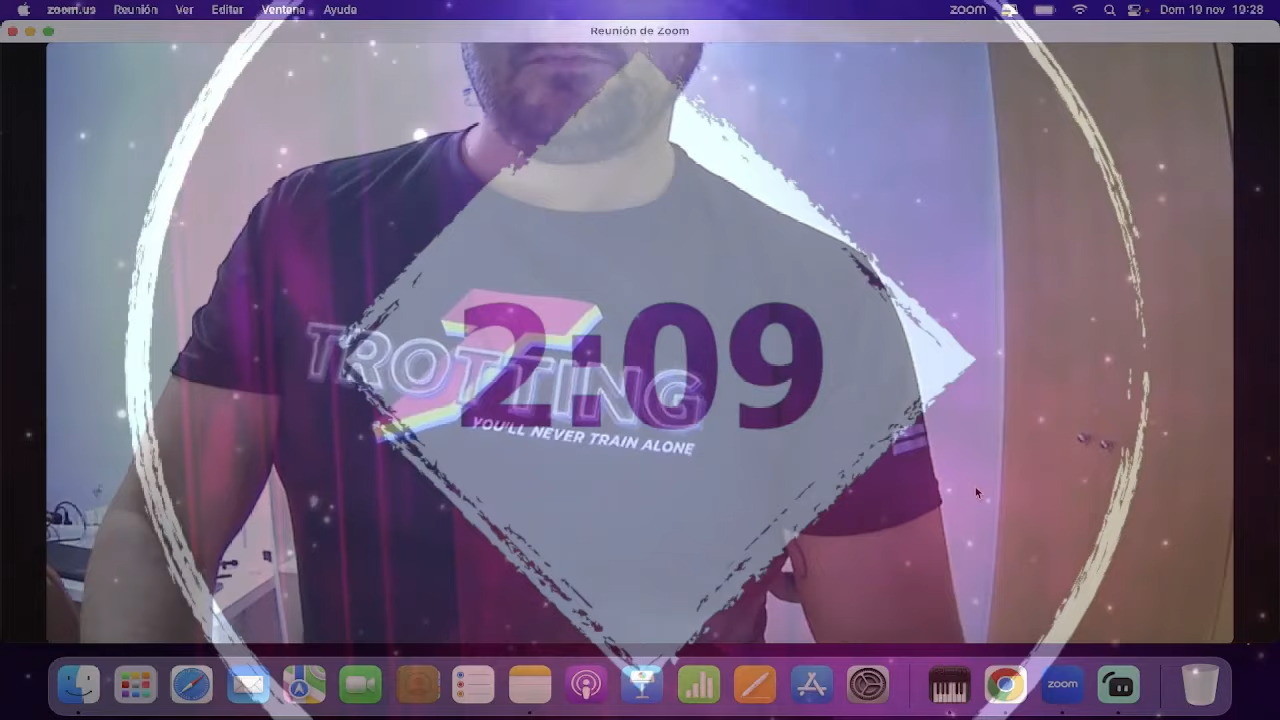 zoom.us Reunión Ver Editar Ventana Ayuda
zoom Dom 19 nov 19:28
Reunión de Zoom
2:09
TROTTING
YOU'LL NEVER TRAIN ALONE
zoom